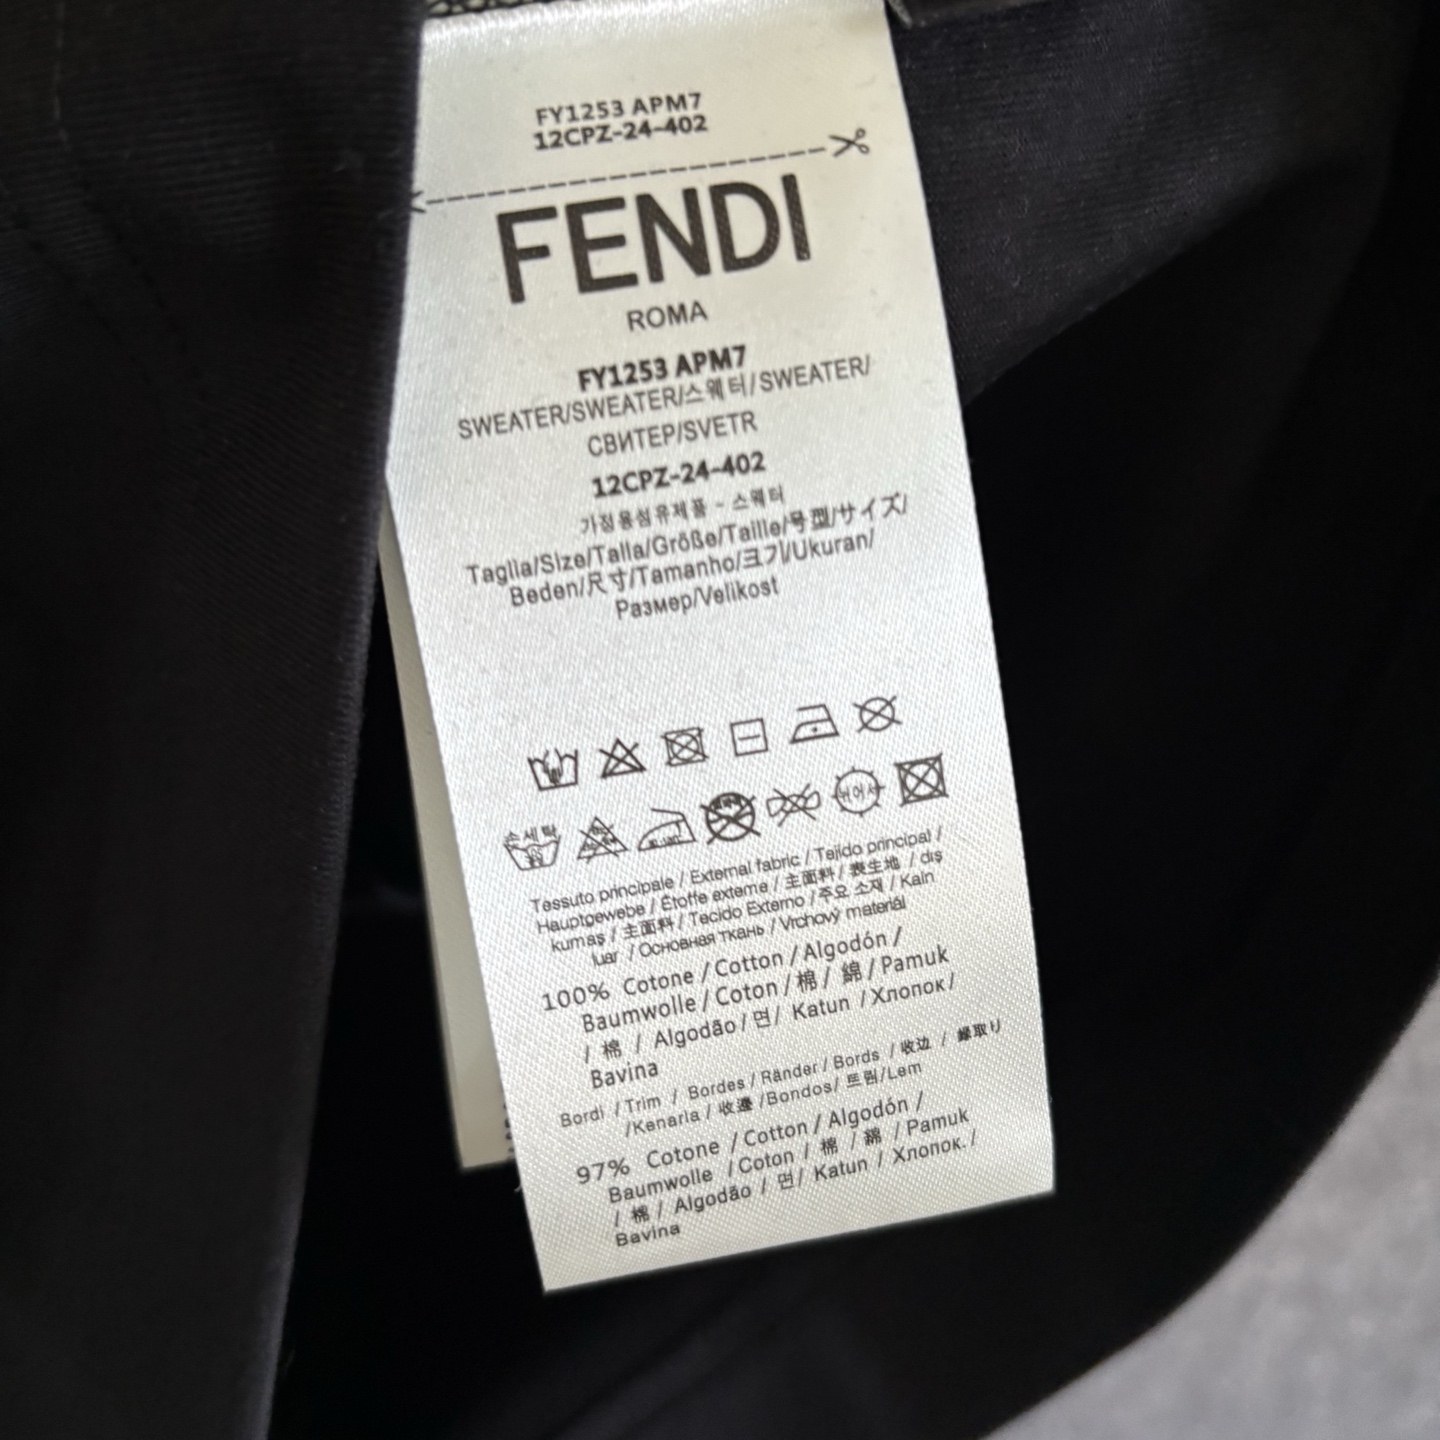 FY1253 APM7
12CPZ-24-402
FENDI
ROMA
FY1253 APM7
SWEATER/SWEATER/스웨터/SWEATER/
СВИТЕР/SVETR
12CPZ-24-402
가정용섬유제품 - 스웨터
Taglia/Size/Talla/Größe/Taille/号型/サイズ/
Beden/尺寸/Tamanho/크기/Ukuran/
Размер/Velikost
손세탁
Tessuto principale / External fabric / Tejido principal /
Hauptgewebe / Étoffe externe / 主面料 / 表生地 / dış
kumaş / 主面料 / Tecido Externo / 주요 소재 / Kain
luar / Основная ткань / Vrchový materiál
100% Cotone / Cotton / Algodón /
Baumwolle / Coton / 棉 / 綿 / Pamuk
/ 棉 / Algodão / 면/ Katun / Хлопок /
Bavina
Bordi / Trim / Bordes / Ränder / Bords / 收边 / 縁取り
/Kenarla / 收邊 /Bondos/ 트림/Lem
97% Cotone / Cotton / Algodón /
Baumwolle / Coton / 棉 / 綿 / Pamuk
/ 棉 / Algodão / 면/ Katun / Хлопок. /
Bavina